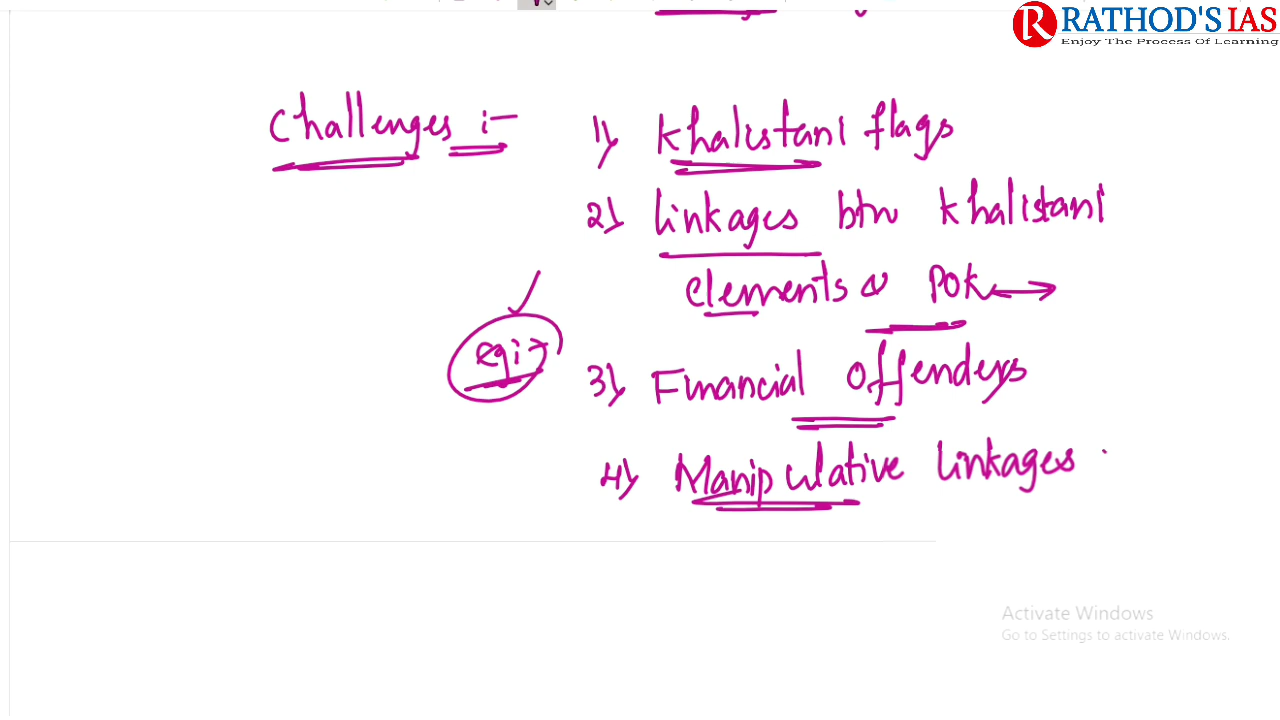 RATHOD'S IAS
Enjoy The Process Of Learning
Challenges :-
1) Khalistani flags
2) linkages btw Khalistani
elements & POK
eg:-
3) Financial offenders
4) Manipulative linkages
Activate Windows
Go to Settings to activate Windows.